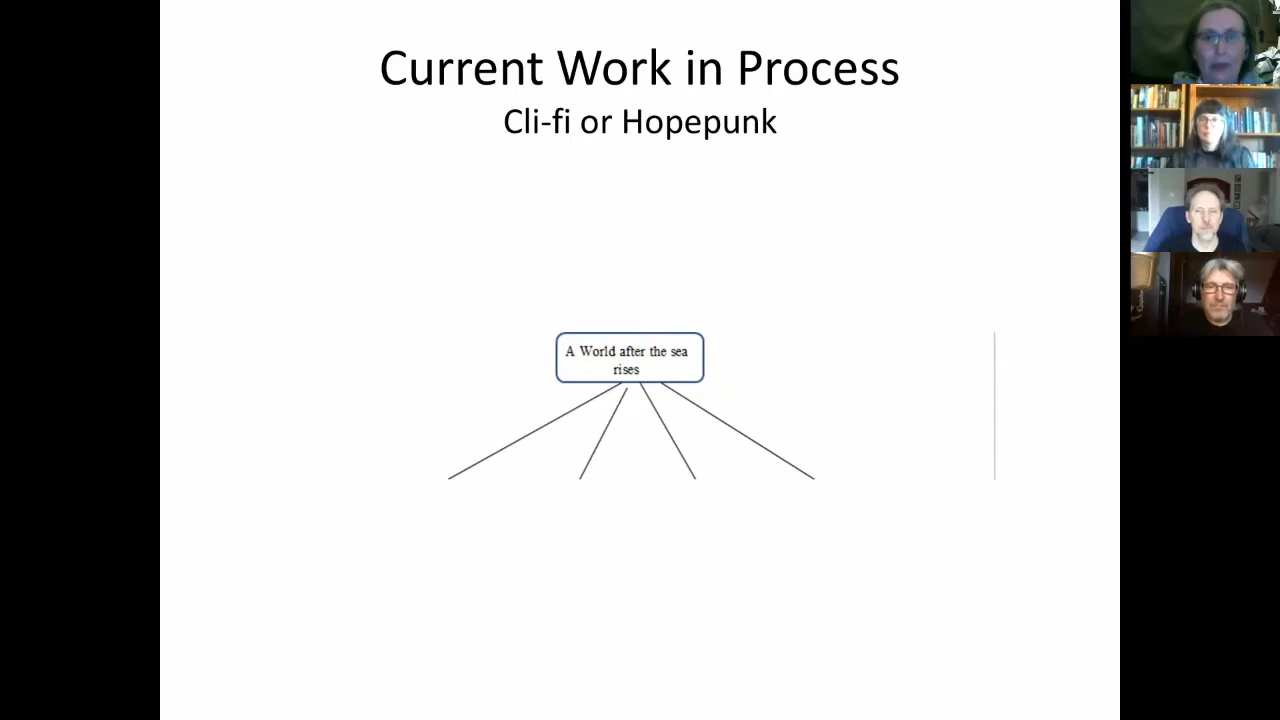 Current Work in Process
Cli-fi or Hopepunk
A World after the sea
rises